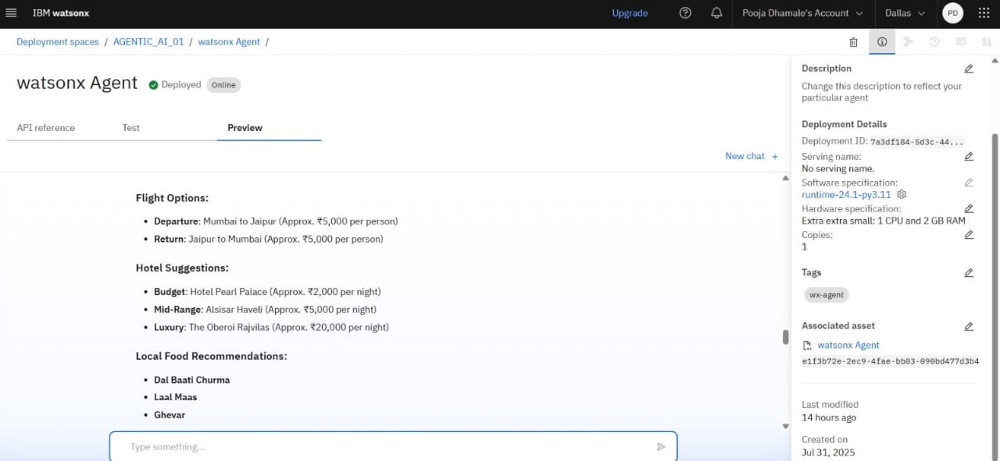 IBM watsonx
Upgrade
Pooja Dhamale's Account
Dallas
PD
Deployment spaces / AGENTIC_AI_01 / watsonx Agent /
watsonx Agent
Deployed
Online
API reference
Test
Preview
New chat +
Flight Options:
• Departure: Mumbai to Jaipur (Approx. ₹5,000 per person)
• Return: Jaipur to Mumbai (Approx. ₹5,000 per person)
Hotel Suggestions:
• Budget: Hotel Pearl Palace (Approx. ₹2,000 per night)
• Mid-Range: Alsisar Haveli (Approx. ₹5,000 per night)
• Luxury: The Oberoi Rajvilas (Approx. ₹20,000 per night)
Local Food Recommendations:
• Dal Baati Churma
• Laal Maas
• Ghevar
Type something...
Description
Change this description to reflect your
particular agent
Deployment Details
Deployment ID: 7a3df184-5d3c-44...
Serving name:
No serving name.
Software specification:
runtime-24.1-py3.11
Hardware specification:
Extra extra small: 1 CPU and 2 GB RAM
Copies:
1
Tags
wx-agent
Associated asset
watsonx Agent
e1f3b72e-2ec9-4fae-bb03-090bd477d3b4
Last modified
14 hours ago
Created on
Jul 31, 2025